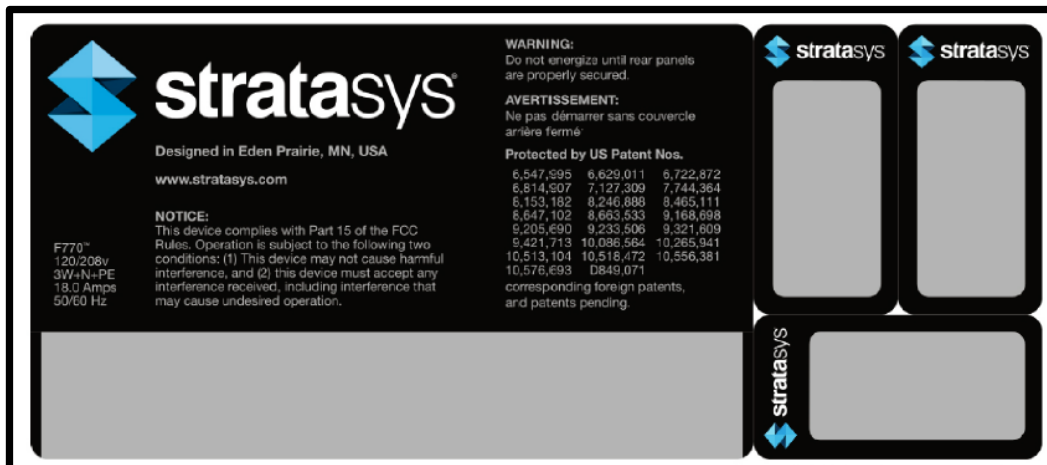 stratasys
Designed in Eden Prairie, MN, USA
www.stratasys.com
NOTICE:
This device complies with Part 15 of the FCC
Rules. Operation is subject to the following two
conditions: (1) This device may not cause harmful
interference, and (2) this device must accept any
interference received, including interference that
may cause undesired operation.
F770™
120/208v
3W+N+PE
18.0 Amps
50/60 Hz
WARNING:
Do not energize until rear panels
are properly secured.
AVERTISSEMENT:
Ne pas démarrer sans couvercle
arrière fermé
Protected by US Patent Nos.
6,547,995 6,629,011 6,722,872
6,814,907 7,127,309 7,744,364
8,153,182 8,246,888 8,465,111
8,647,102 8,663,533 9,168,698
9,205,690 9,233,506 9,321,609
9,421,713 10,086,564 10,265,941
10,513,104 10,518,472 10,556,381
10,576,693 D849,071
corresponding foreign patents,
and patents pending.
stratasys
stratasys
stratasys